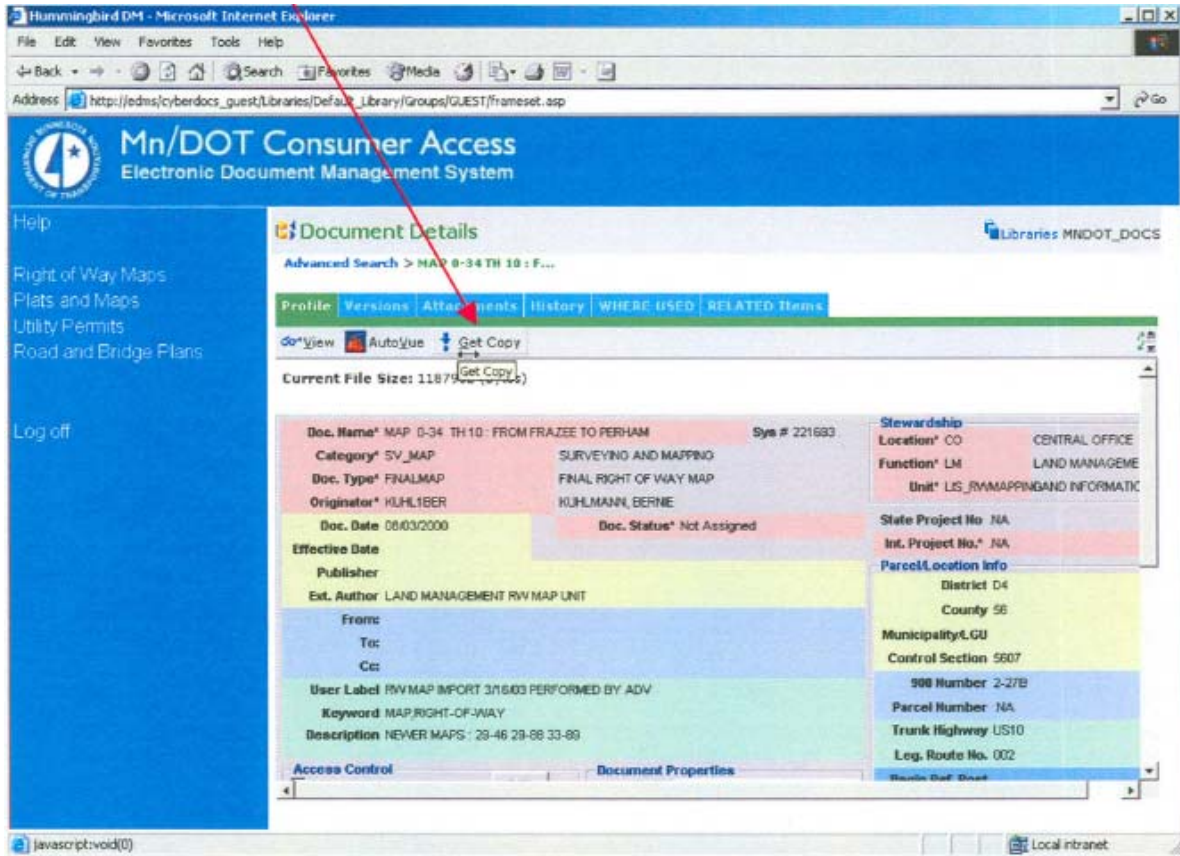 Hummingbird DM - Microsoft Internet Explorer
File Edit View Favorites Tools Help
Back Search Favorites Media
Address http://edms/cyberdocs_guest/Libraries/Default_Library/Groups/GUEST/frameset.asp Go
Mn/DOT Consumer Access
Electronic Document Management System
Help
Right of Way Maps
Plats and Maps
Utility Permits
Road and Bridge Plans
Log off
Document Details
Libraries MNDOT_DOCS
Advanced Search > MAP 0-34 TH 10 : F...
Profile Versions Attachments History WHERE USED RELATED Items
View AutoVue Get Copy
Get Copy
Current File Size:
Doc. Name* MAP 0-34 TH 10 : FROM FRAZEE TO PERHAM Sys # 221683
Category* SV_MAP SURVEYING AND MAPPING
Doc. Type* FINALMAP FINAL RIGHT OF WAY MAP
Originator* KUHL1BER KUHLMANN, BERNIE
Doc. Date 08/03/2000 Doc. Status* Not Assigned
Effective Date
Publisher
Ext. Author LAND MANAGEMENT RW MAP UNIT
From:
To:
Cc:
User Label RW MAP IMPORT 3/16/03 PERFORMED BY ADV
Keyword MAP,RIGHT-OF-WAY
Description NEWER MAPS : 29-46 29-88 33-89
Access Control
Document Properties
Stewardship
Location* CO CENTRAL OFFICE
Function* LM LAND MANAGEME
Unit* LIS_RWMAPPINGAND INFORMATIC
State Project No NA
Int. Project No.* NA
Parcel/Location Info
District D4
County 56
Municipality/LGU
Control Section 5607
900 Number 2-27B
Parcel Number NA
Trunk Highway US10
Leg. Route No. 002
Begin Ref. Post
javascript:void(0)
Local intranet